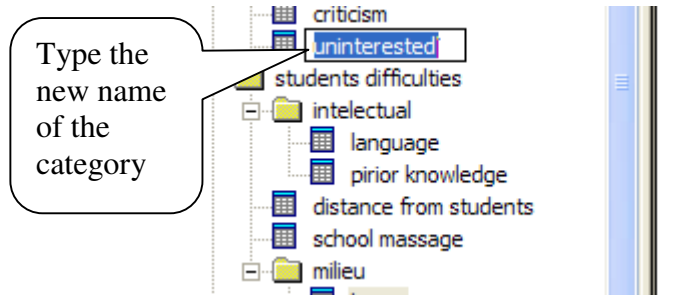 criticism
uninterested
Type the
new name
of the
category
students difficulties
intelectual
language
pirior knowledge
distance from students
school massage
milieu